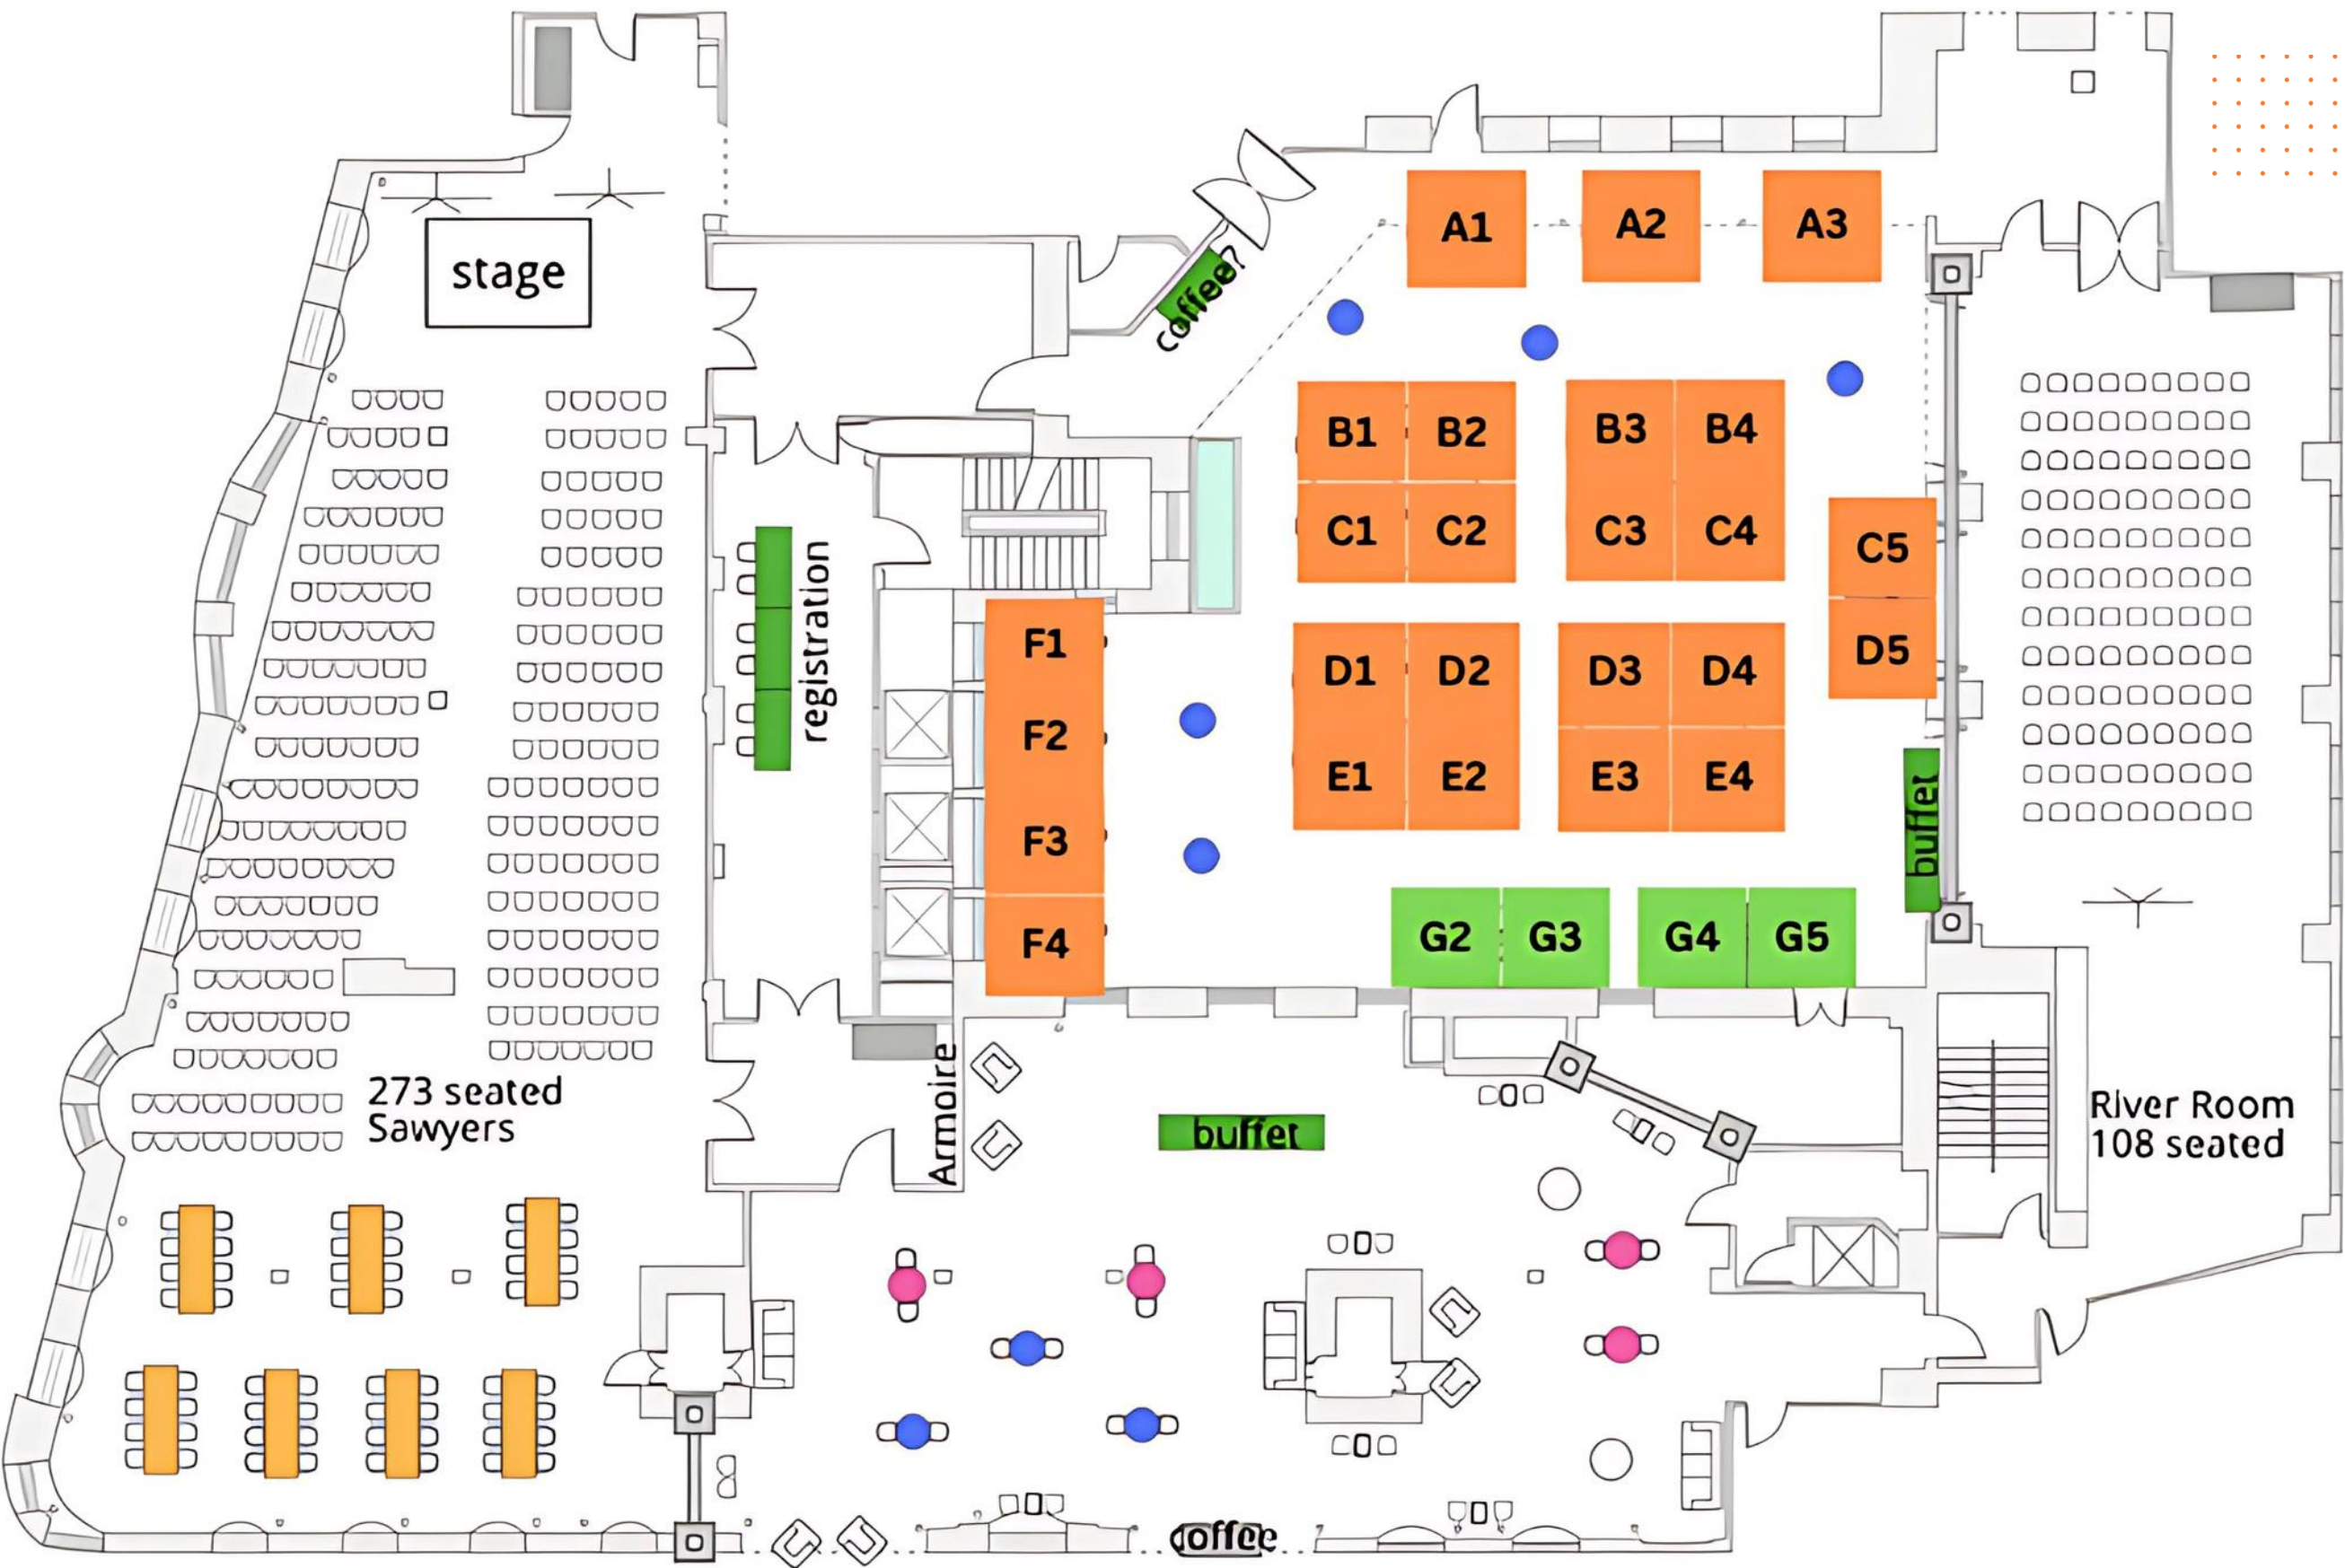 stage
coffee?
A1
A2
A3
B1
B2
B3
B4
C1
C2
C3
C4
C5
registration
F1
F2
F3
F4
D1
D2
D3
D4
D5
E1
E2
E3
E4
buffet
G2
G3
G4
G5
273 seated
Sawyers
Armoire
buffet
River Room
108 seated
coffee